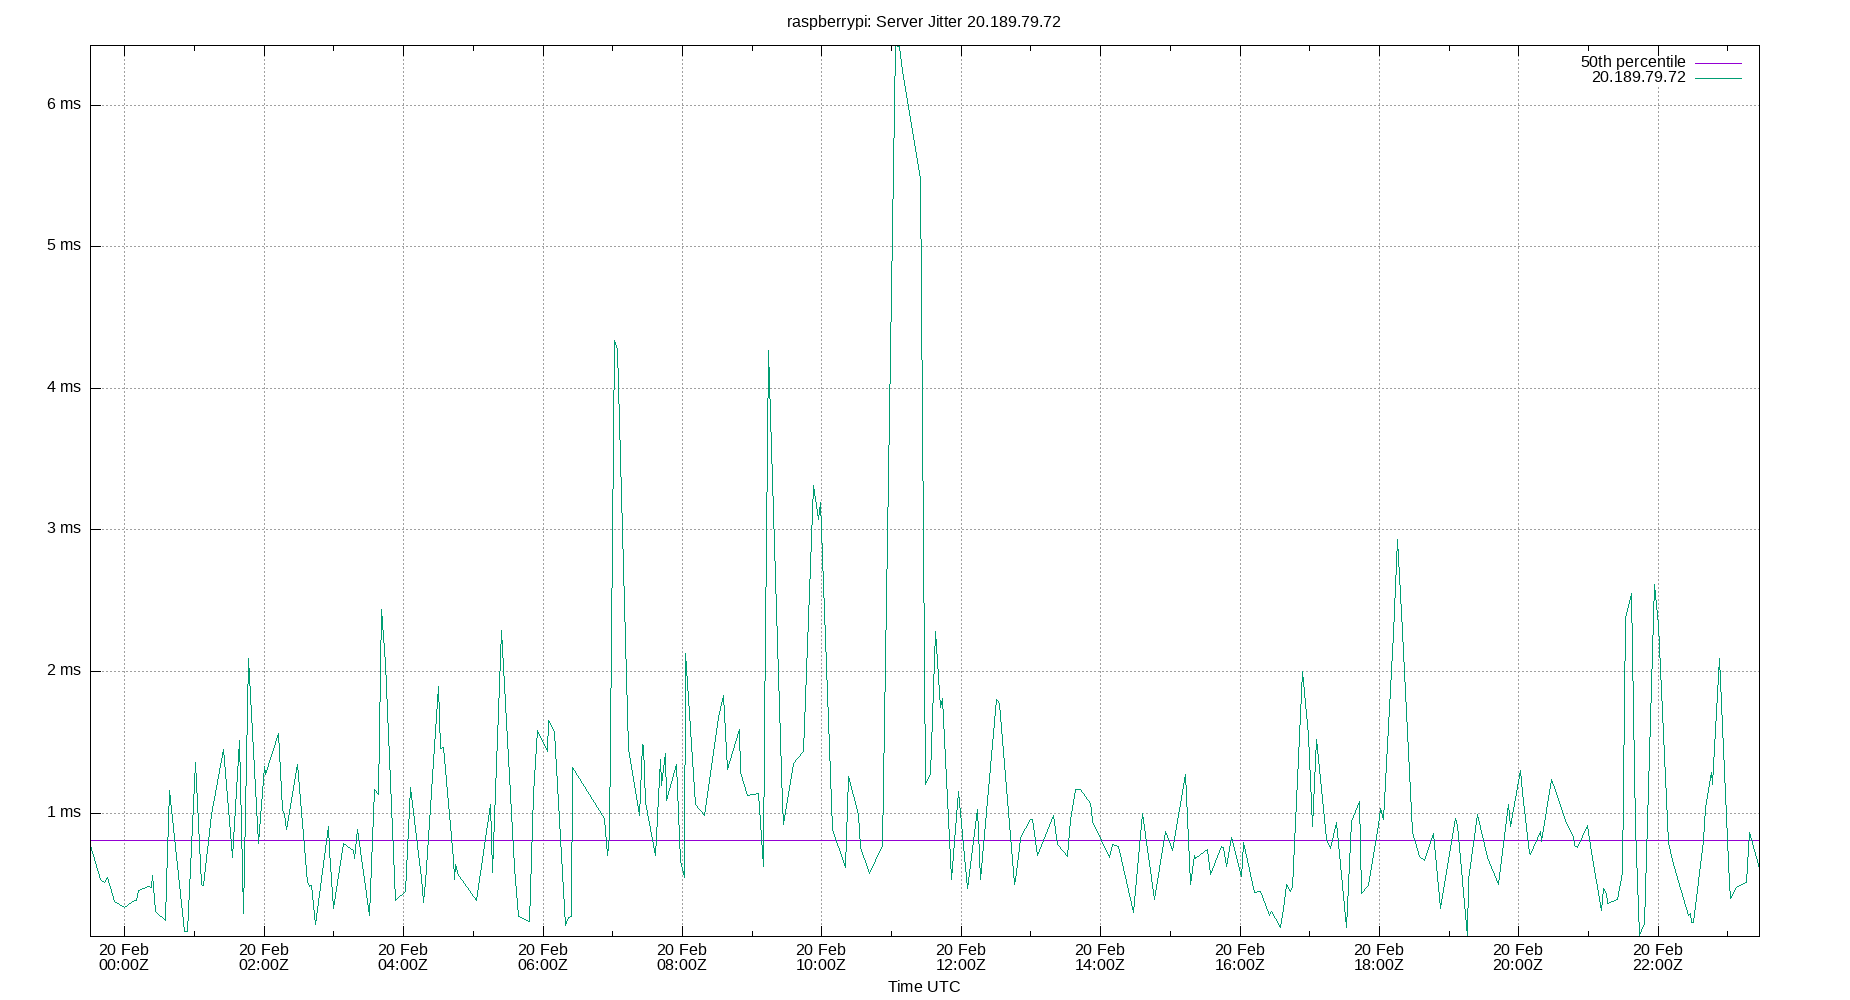 raspberrypi: Server Jitter 20.189.79.72
50th percentile
20.189.79.72
6 ms
5 ms
4 ms
3 ms
2 ms
1 ms
20 Feb 20 Feb 20 Feb 20 Feb 20 Feb 20 Feb 20 Feb 20 Feb 20 Feb 20 Feb 20 Feb 20 Feb
00:00Z 02:00Z 04:00Z 06:00Z 08:00Z 10:00Z 12:00Z 14:00Z 16:00Z 18:00Z 20:00Z 22:00Z
Time UTC